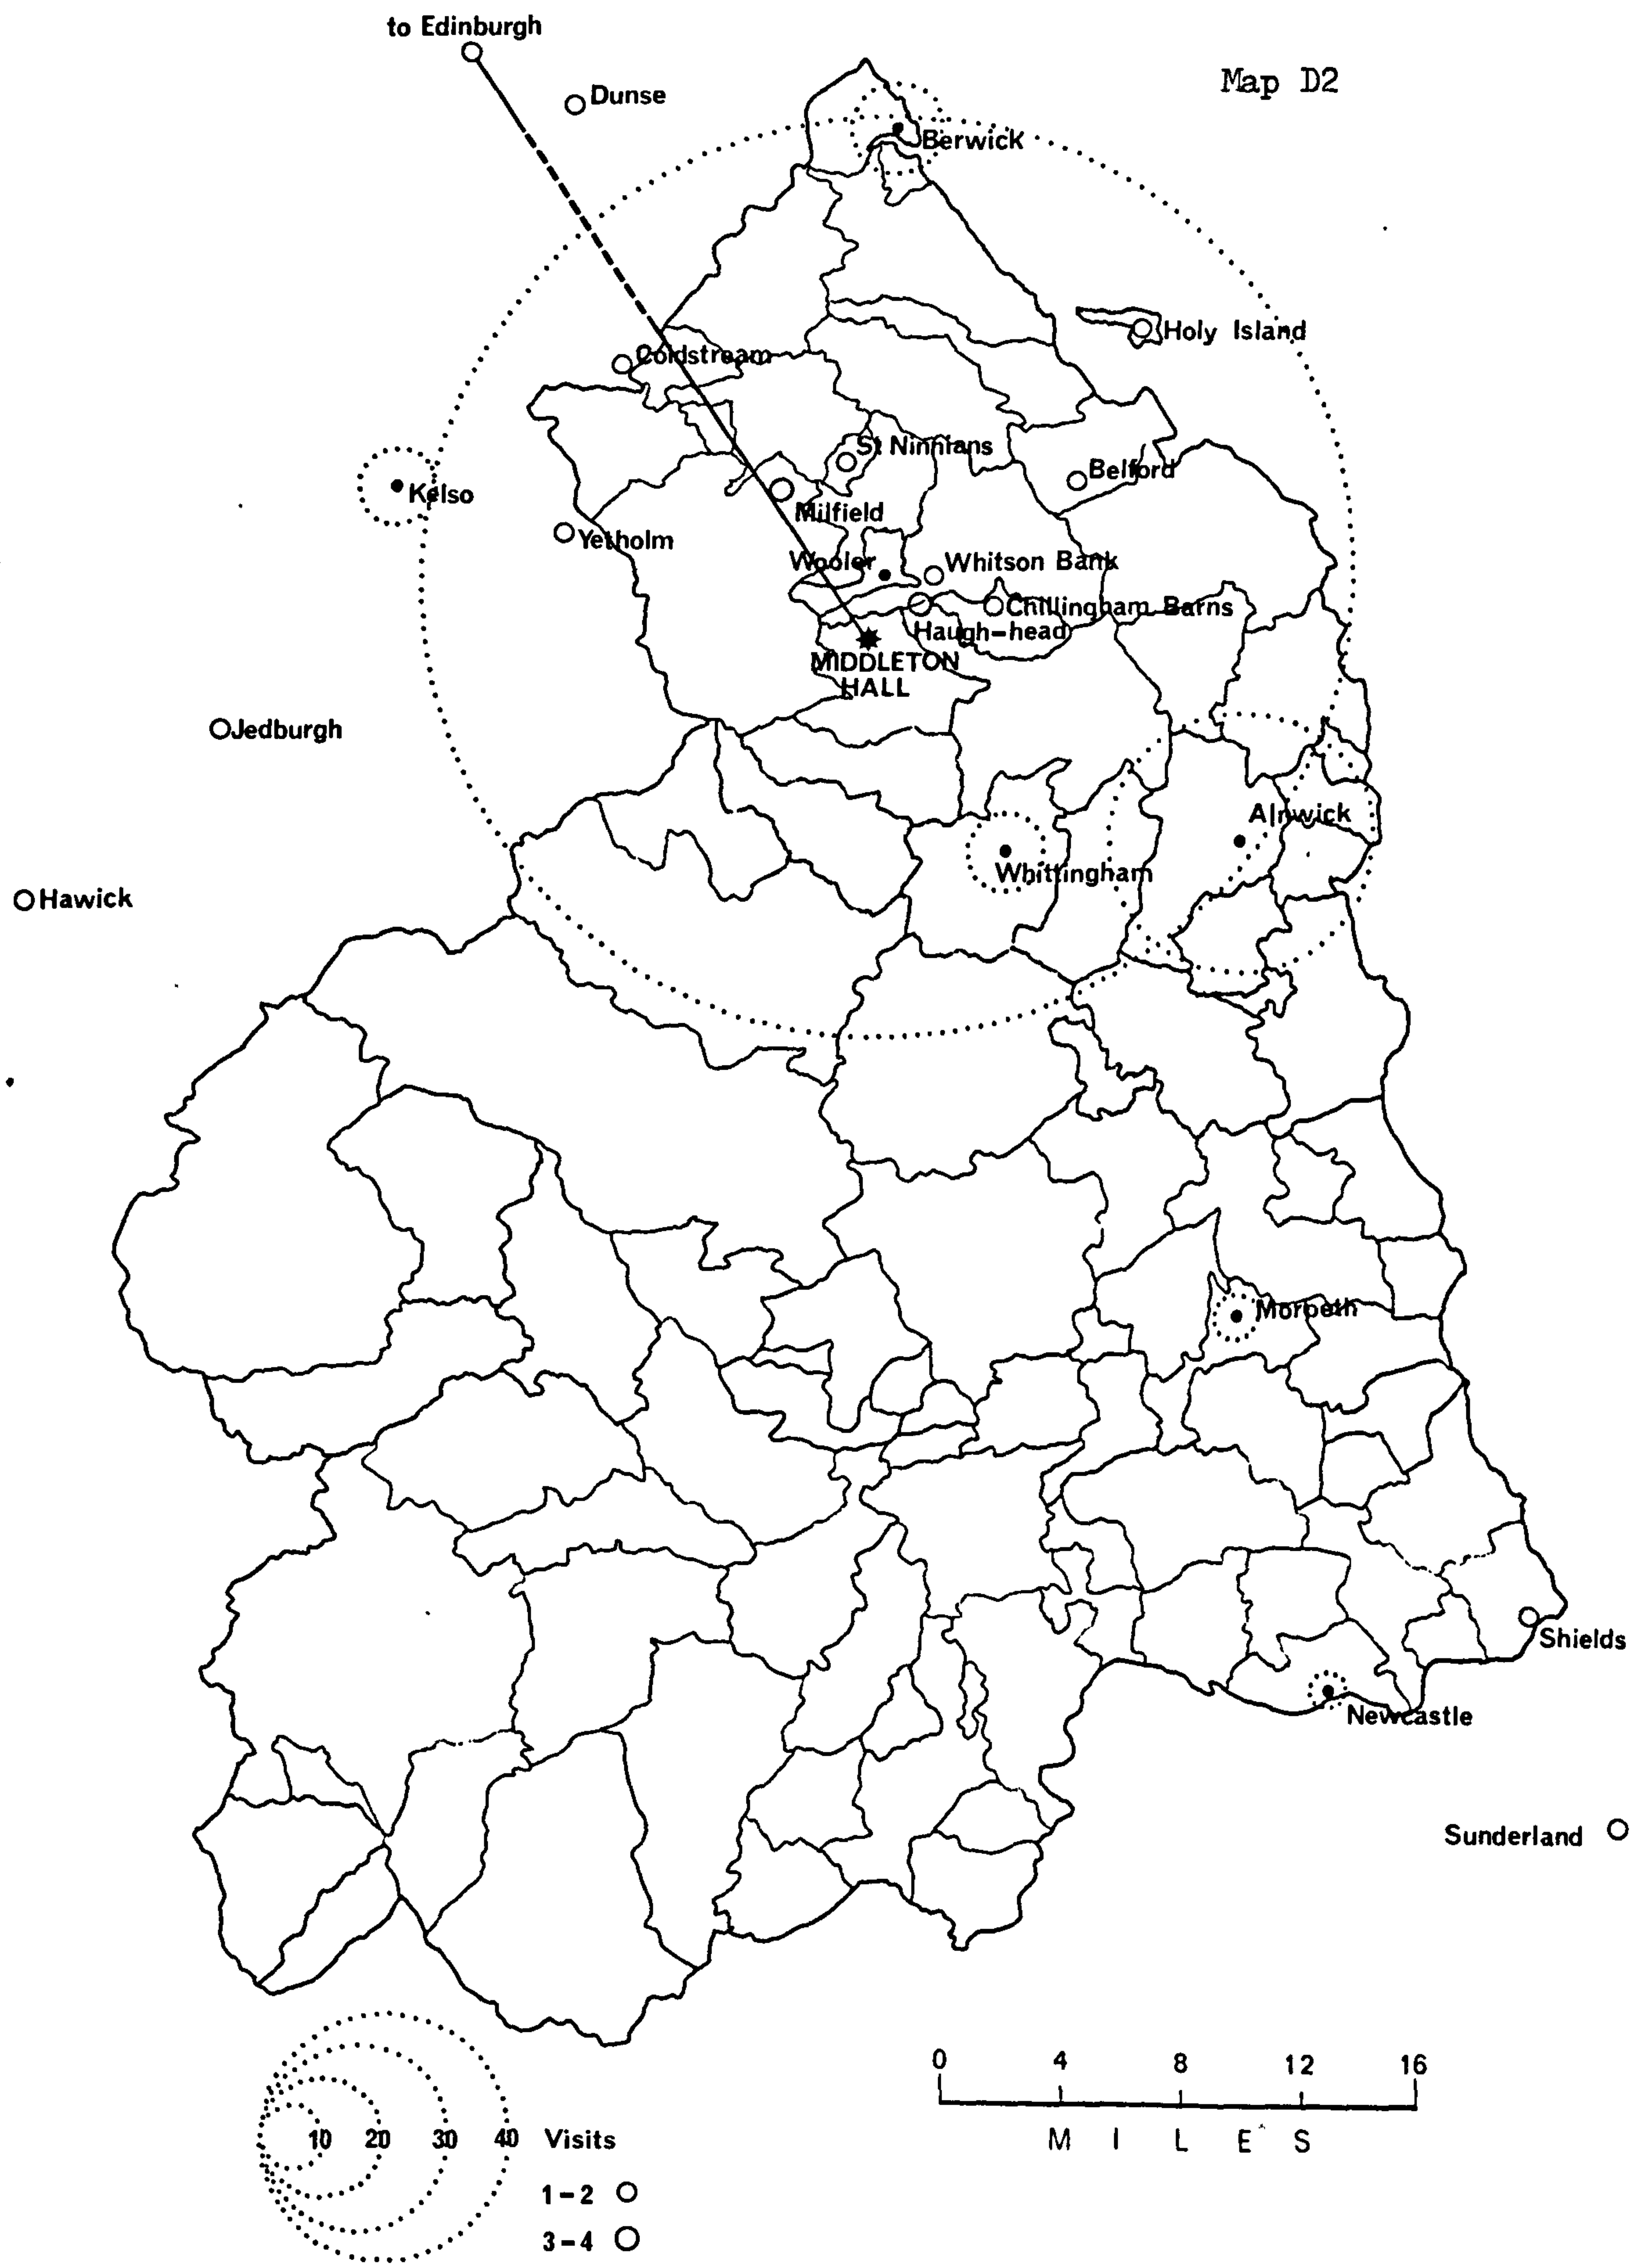 to Edinburgh
Map D2
Dunse
Berwick
Holy Island
Coldstream
St Ninnians
Belford
Kelso
Milfield
Yetholm
Wooler
Whitson Bank
Chillingham Barns
Haugh-head
MIDDLETON
HALL
Jedburgh
Alnwick
Whittingham
Hawick
Morpeth
Shields
Newcastle
Sunderland
0 4 8 12 16
MILES
10 20 30 40 Visits
1-2
3-4